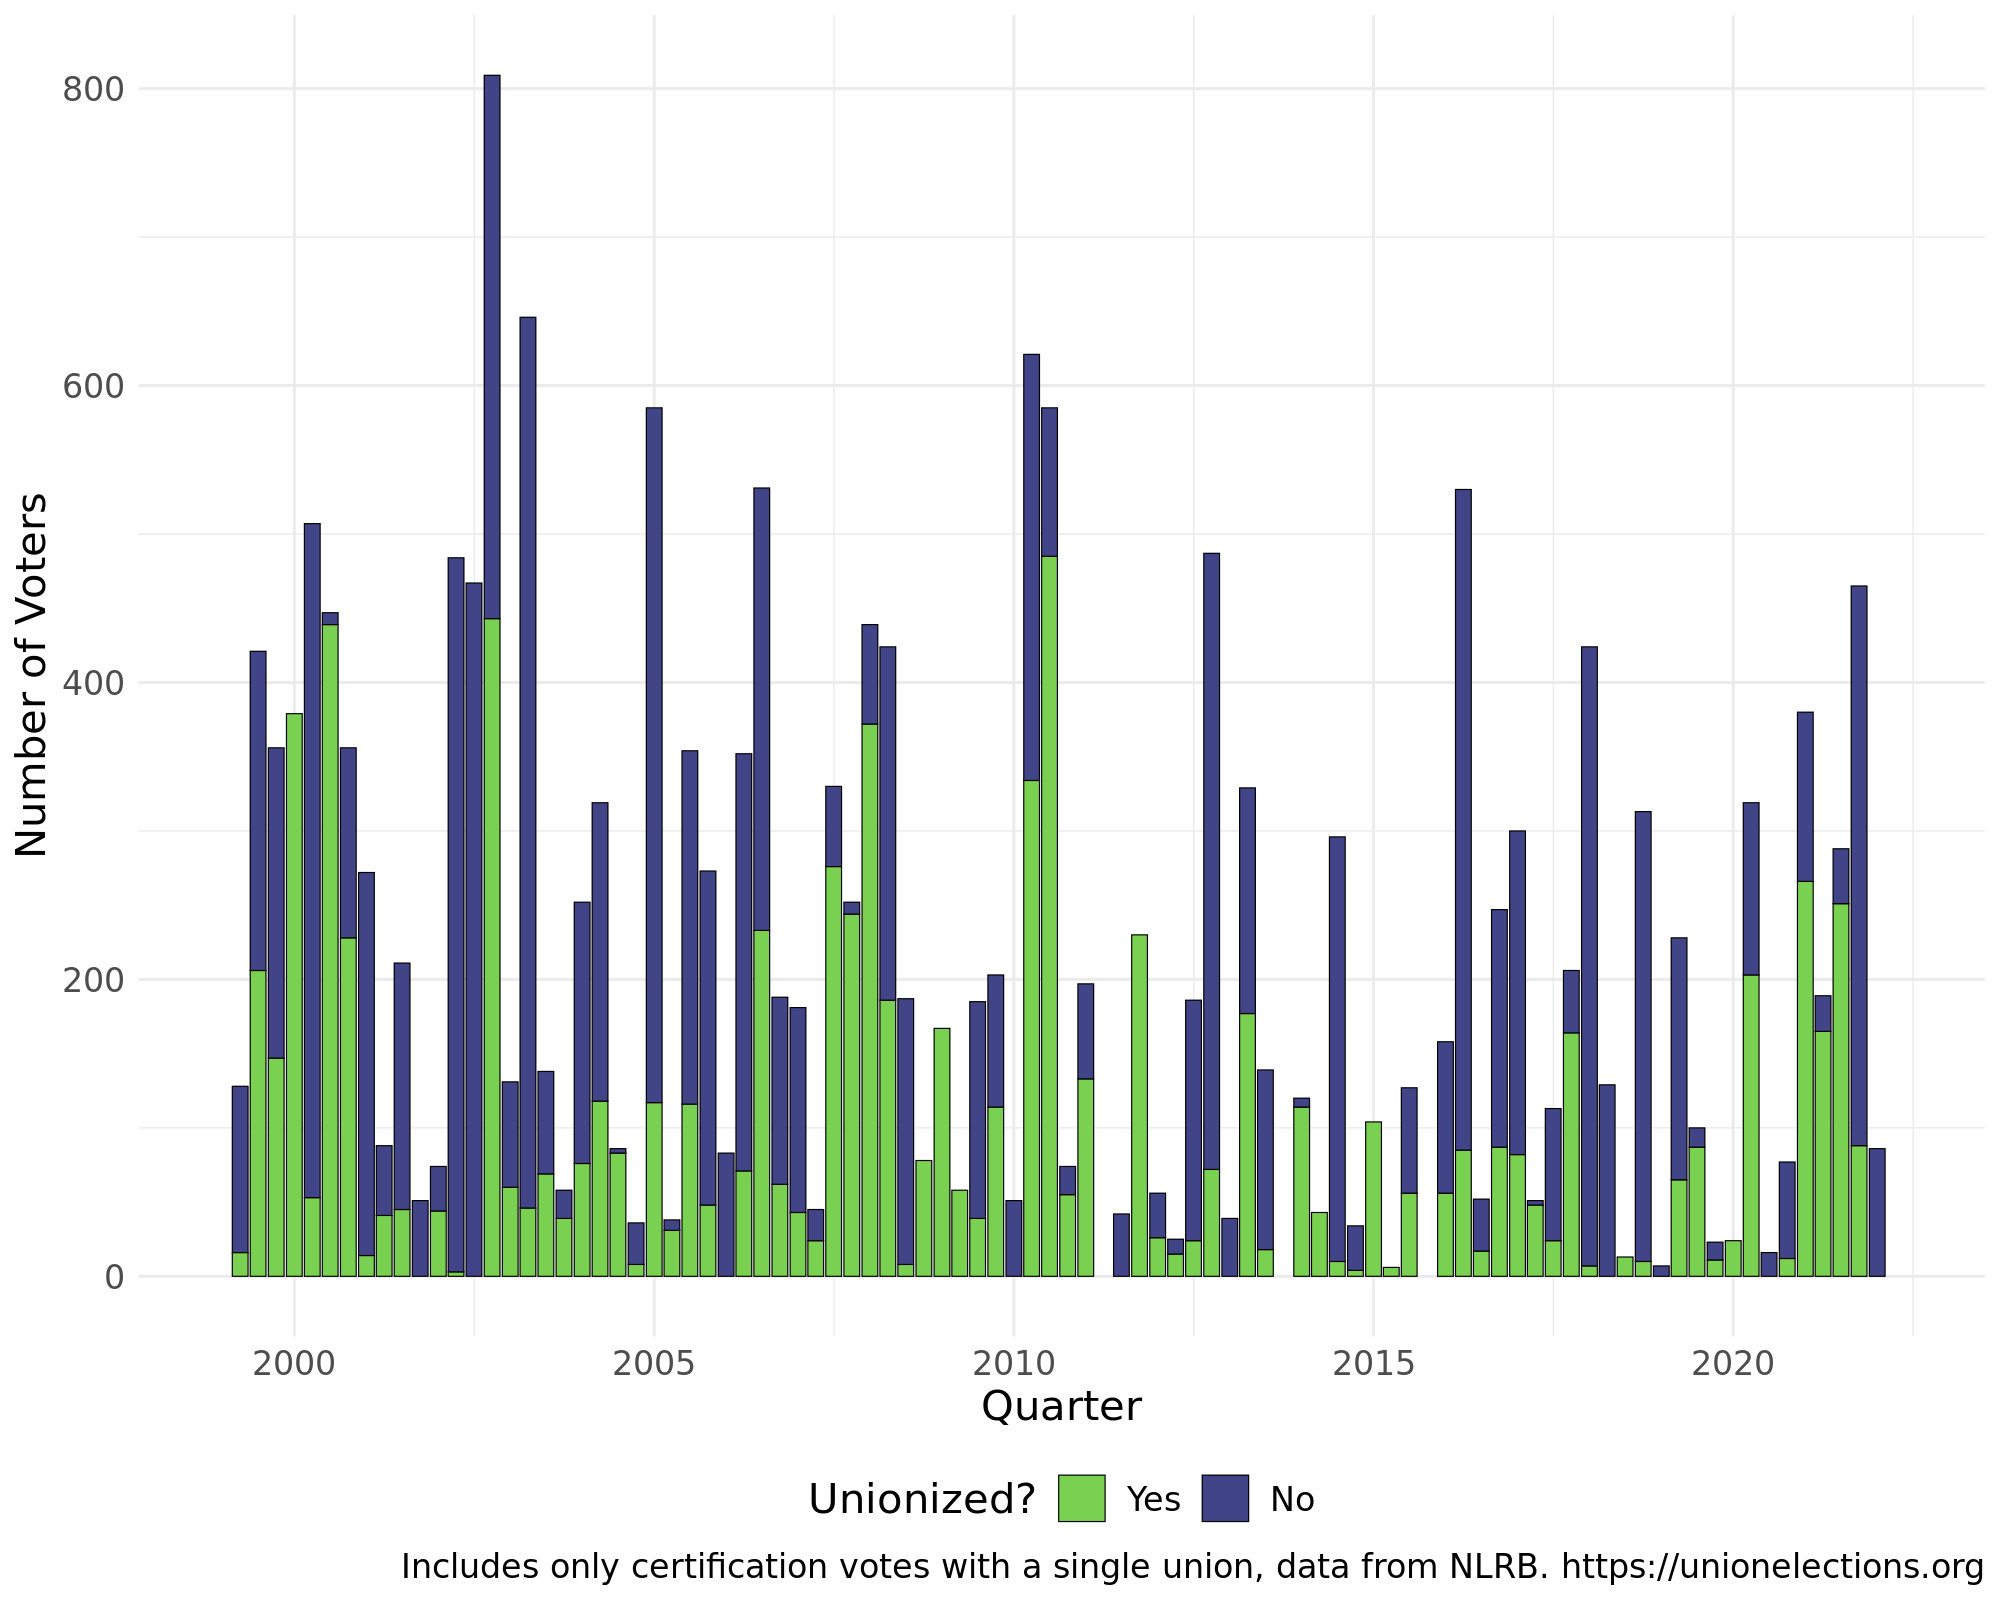 800
600
400
200
0
Number of Voters
2000 2005 2010 2015 2020
Quarter
Unionized? Yes No
Includes only certification votes with a single union, data from NLRB. https://unionelections.org